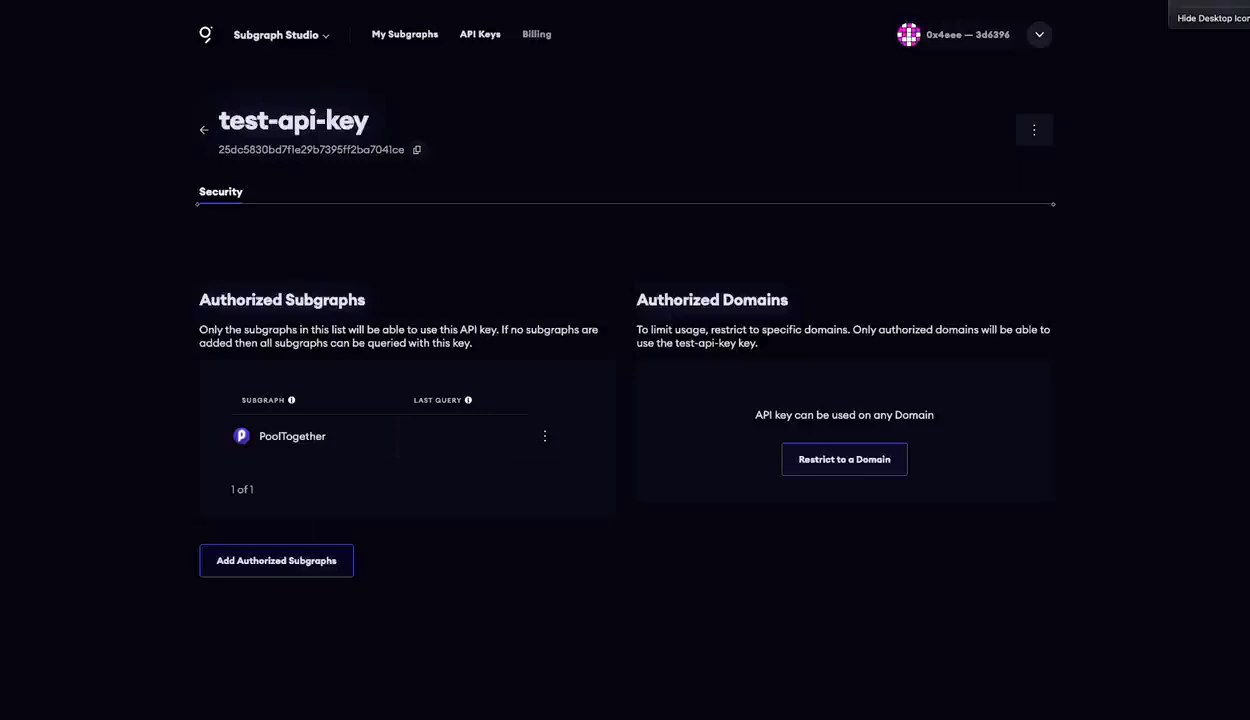 Hide Desktop Icon
Subgraph Studio
My Subgraphs
API Keys
Billing
0x4aee — 3d6396
test-api-key
25dc5830bd7f1e29b7395ff2ba7041ce
Security
Authorized Subgraphs
Only the subgraphs in this list will be able to use this API key. If no subgraphs are
added then all subgraphs can be queried with this key.
SUBGRAPH
LAST QUERY
PoolTogether
1 of 1
Add Authorized Subgraphs
Authorized Domains
To limit usage, restrict to specific domains. Only authorized domains will be able to
use the test-api-key key.
API key can be used on any Domain
Restrict to a Domain